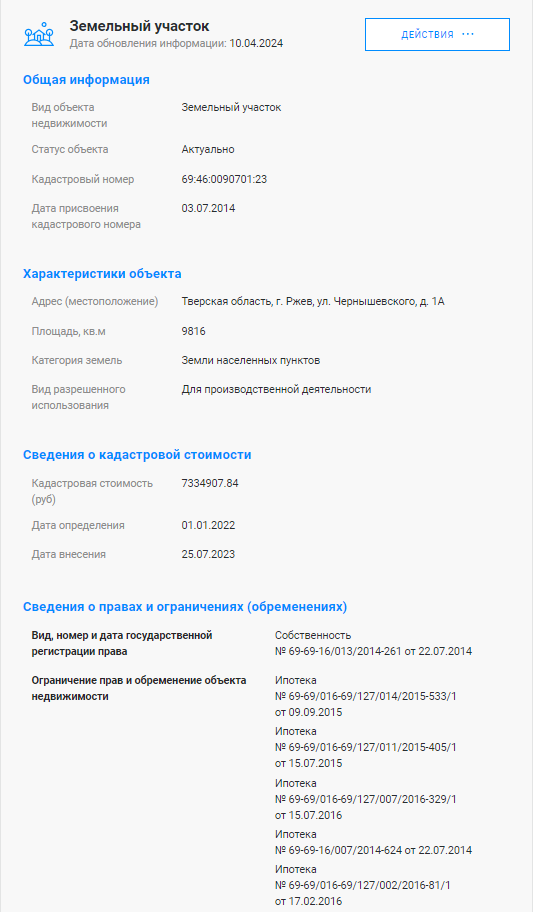 Земельный участок
Дата обновления информации: 10.04.2024
ДЕЙСТВИЯ ···
Общая информация
Вид объекта
недвижимости
Земельный участок
Статус объекта
Актуально
Кадастровый номер
69:46:0090701:23
Дата присвоения
кадастрового номера
03.07.2014
Характеристики объекта
Адрес (местоположение)
Тверская область, г. Ржев, ул. Чернышевского, д. 1А
Площадь, кв.м
9816
Категория земель
Земли населенных пунктов
Вид разрешенного
использования
Для производственной деятельности
Сведения о кадастровой стоимости
Кадастровая стоимость
(руб)
7334907.84
Дата определения
01.01.2022
Дата внесения
25.07.2023
Сведения о правах и ограничениях (обременениях)
Вид, номер и дата государственной
регистрации права
Собственность
№ 69-69-16/013/2014-261 от 22.07.2014
Ограничение прав и обременение объекта
недвижимости
Ипотека
№ 69-69/016-69/127/014/2015-533/1
от 09.09.2015
Ипотека
№ 69-69/016-69/127/011/2015-405/1
от 15.07.2015
Ипотека
№ 69-69/016-69/127/007/2016-329/1
от 15.07.2016
Ипотека
№ 69-69-16/007/2014-624 от 22.07.2014
Ипотека
№ 69-69/016-69/127/002/2016-81/1
от 17.02.2016